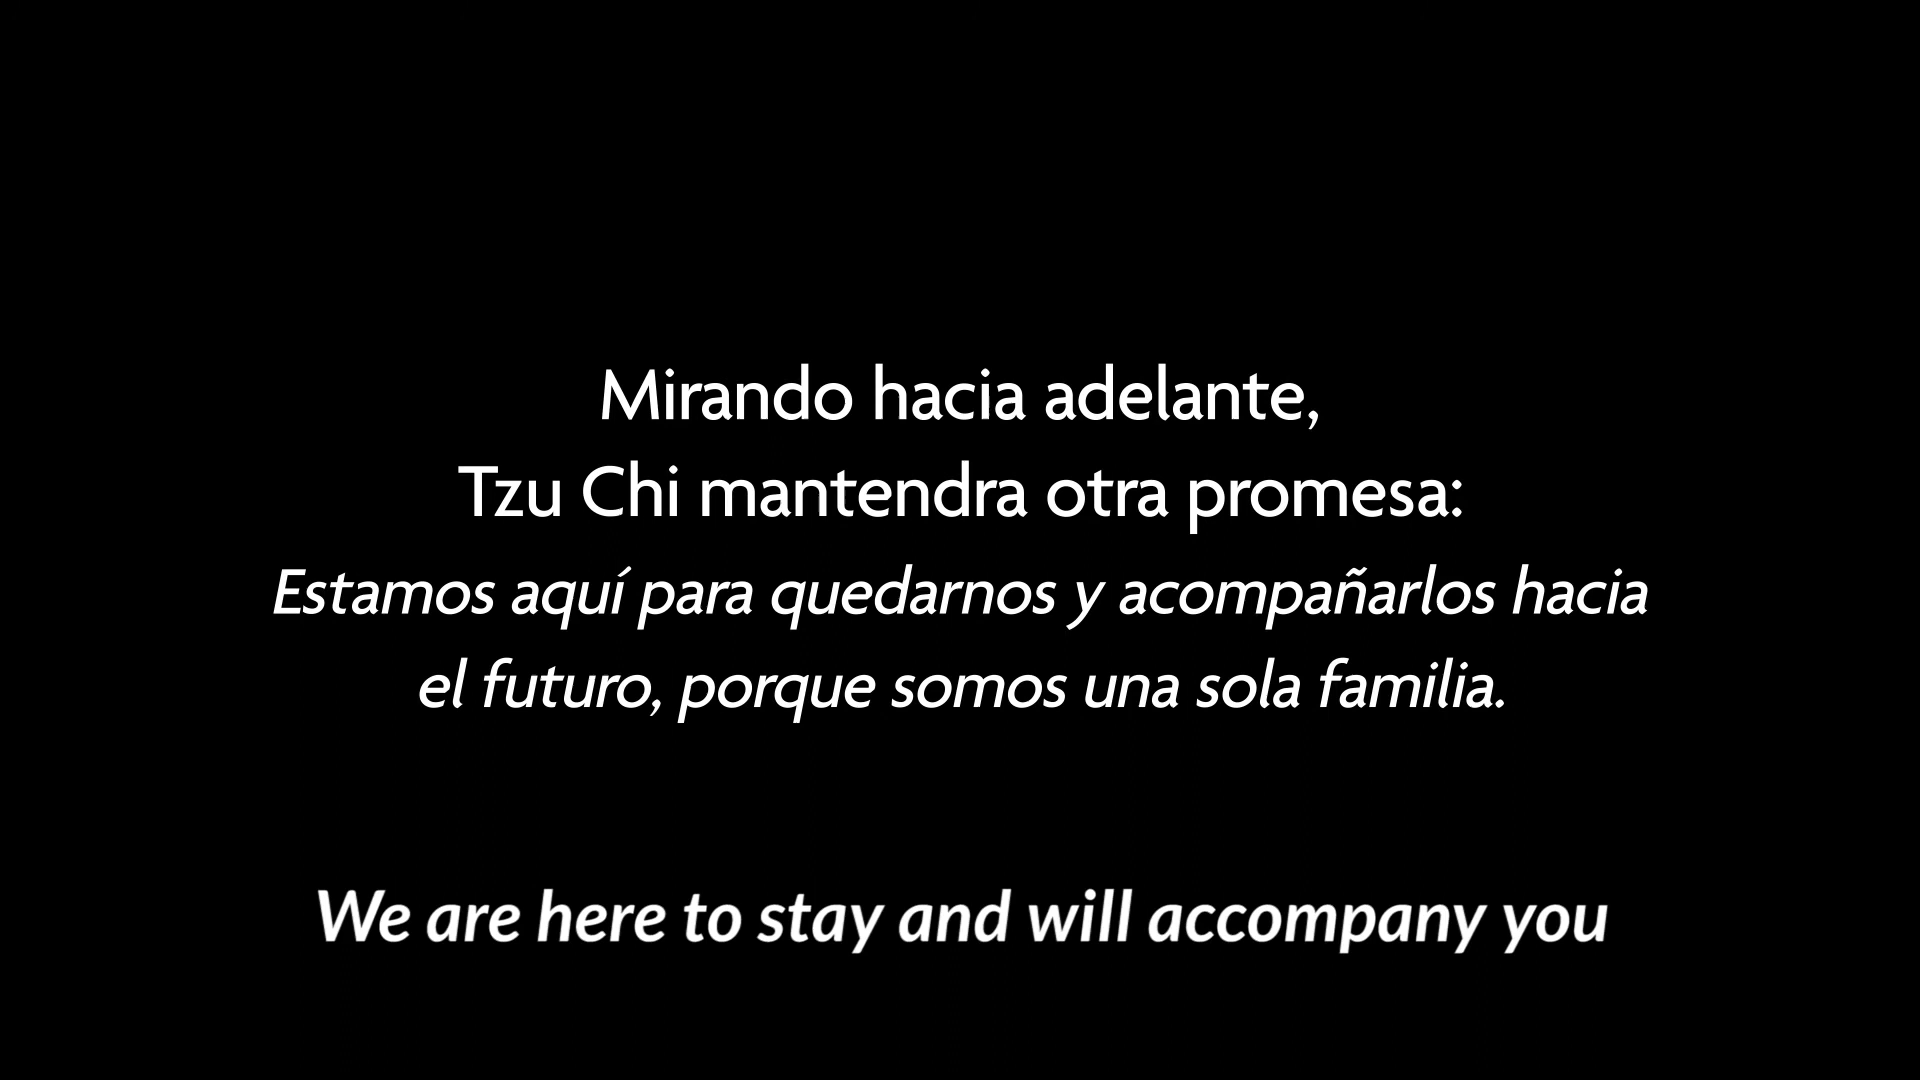 Mirando hacia adelante,
Tzu Chi mantendra otra promesa:
Estamos aquí para quedarnos y acompañarlos hacia
el futuro, porque somos una sola familia.
We are here to stay and will accompany you